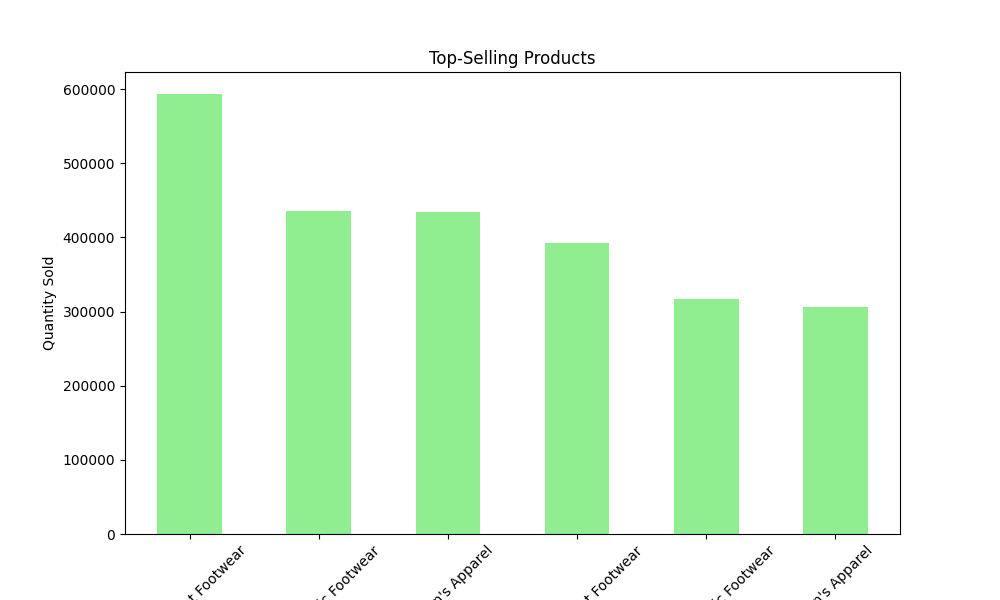 Top-Selling Products
Quantity Sold
600000
500000
400000
300000
200000
100000
0
t Footwear
c Footwear
n's Apparel
t Footwear
c Footwear
n's Apparel